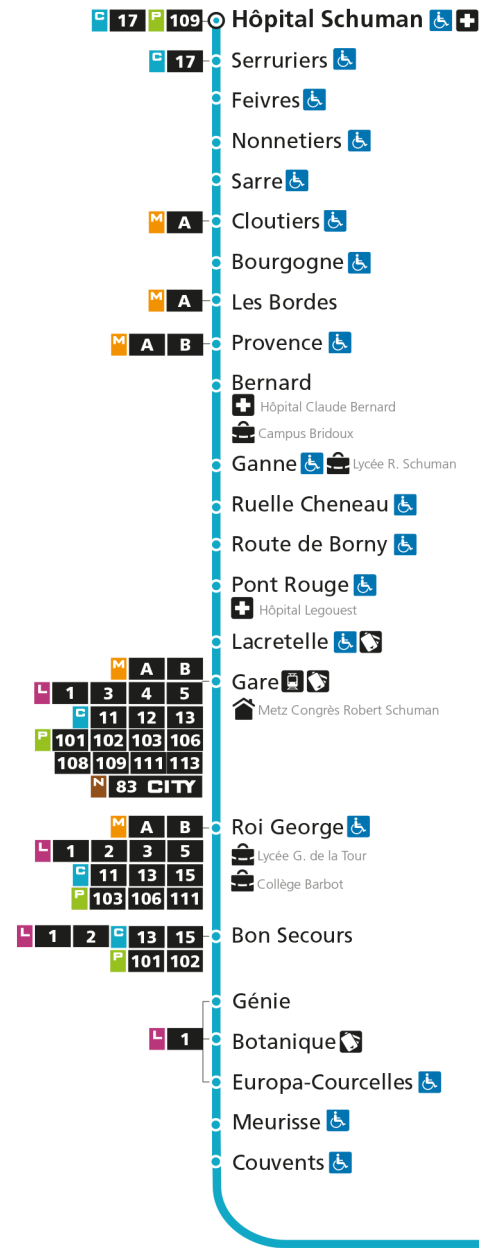 C 17 P 109 Hôpital Schuman
C 17 Serruriers
Feivres
Nonnetiers
Sarre
M A Cloutiers
Bourgogne
M A Les Bordes
M A B Provence
Bernard
Hôpital Claude Bernard
Campus Bridoux
Ganne Lycée R. Schuman
Ruelle Cheneau
Route de Borny
Pont Rouge
Hôpital Legouest
Lacretelle
M A B
Gare
L 1 3 4 5
C 11 12 13
Metz Congrès Robert Schuman
P 101 102 103 106
108 109 111 113
N 83 CITY
M A B Roi George
L 1 2 3 5
Lycée G. de la Tour
C 11 13 15
Collège Barbot
P 103 106 111
L 1 2 C 13 15 Bon Secours
P 101 102
Génie
L 1 Botanique
Europa-Courcelles
Meurisse
Couvents